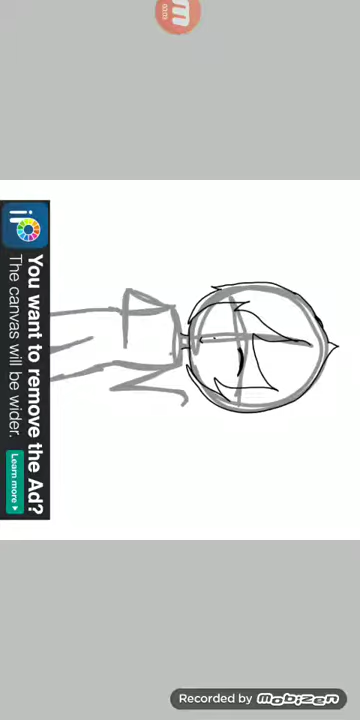 You want to remove the Ad?
The canvas will be wider.
Learn more
Recorded by mobizen